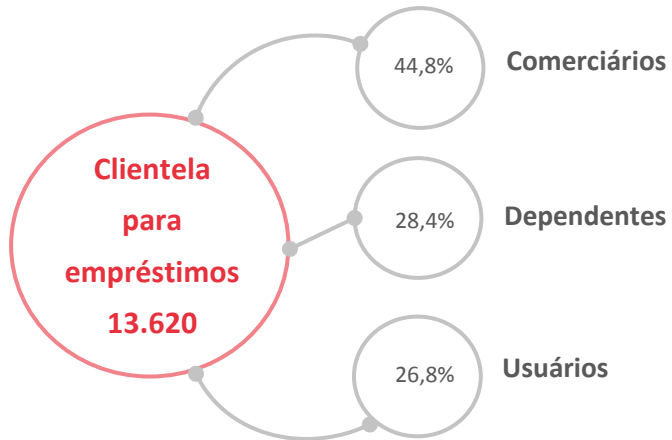 Clientela
para
empréstimos
13.620
44,8%
Comerciários
28,4%
Dependentes
26,8%
Usuários